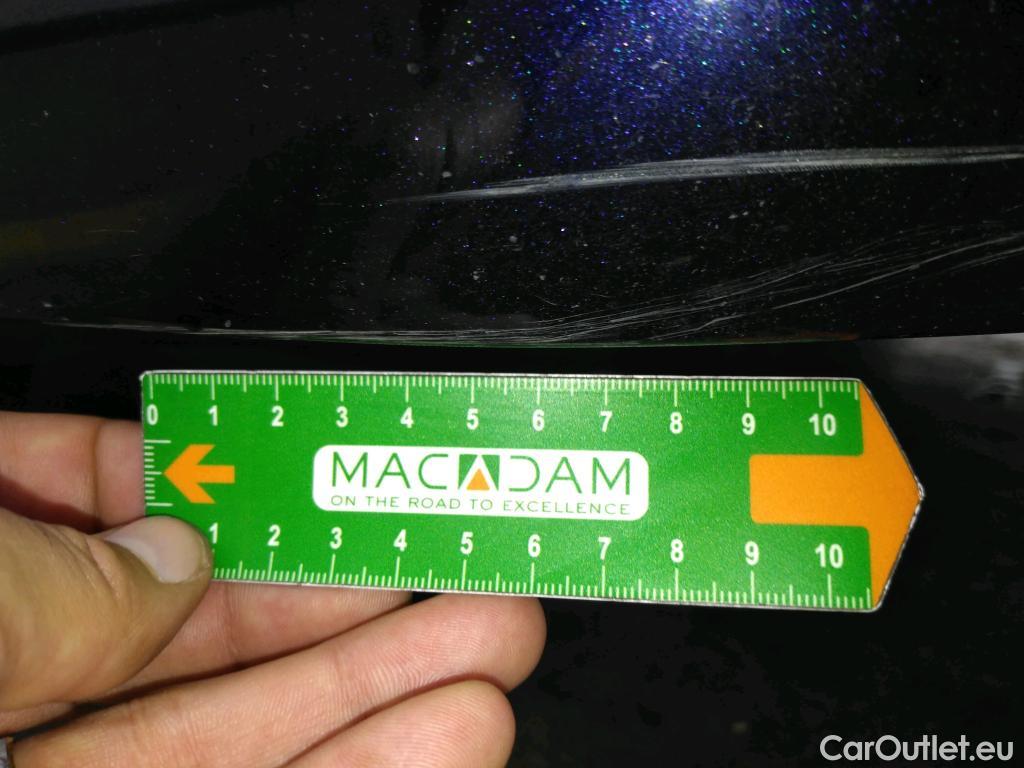 0 1 2 3 4 5 6 7 8 9 10
MACADAM
ON THE ROAD TO EXCELLENCE
1 2 3 4 5 6 7 8 9 10
CarOutlet.eu